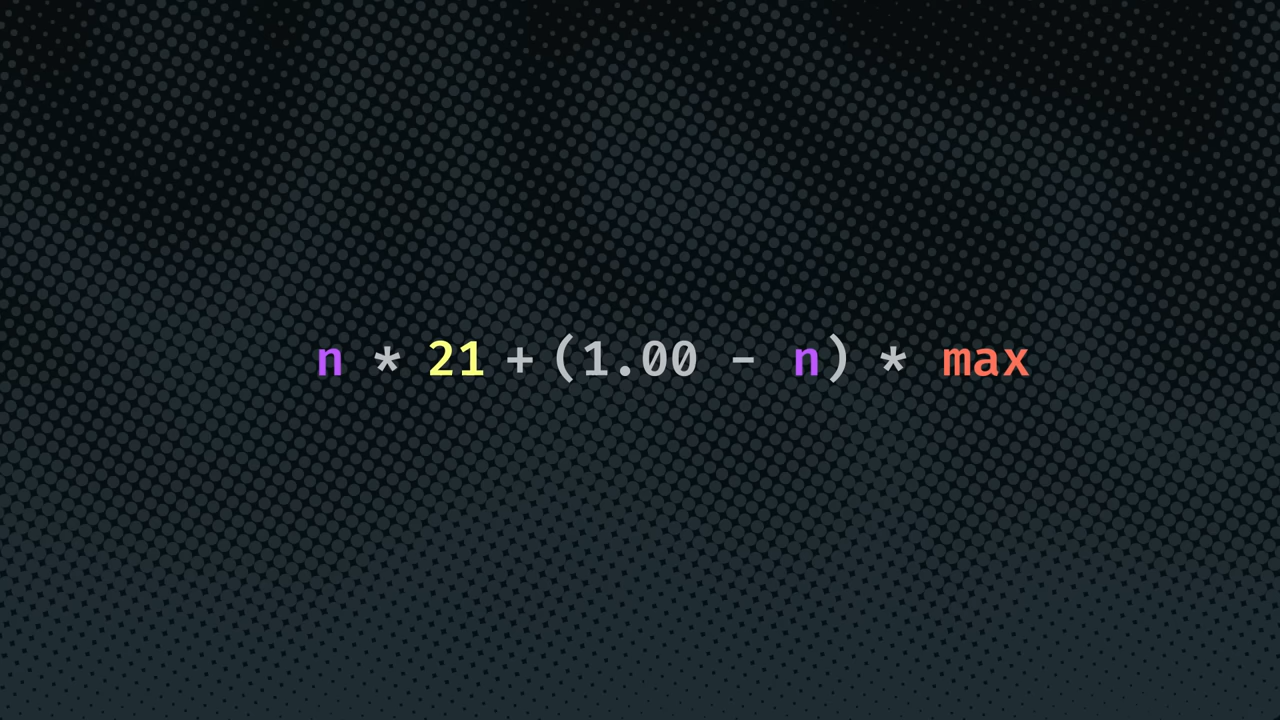 n * 21 + (1.00 - n) * max